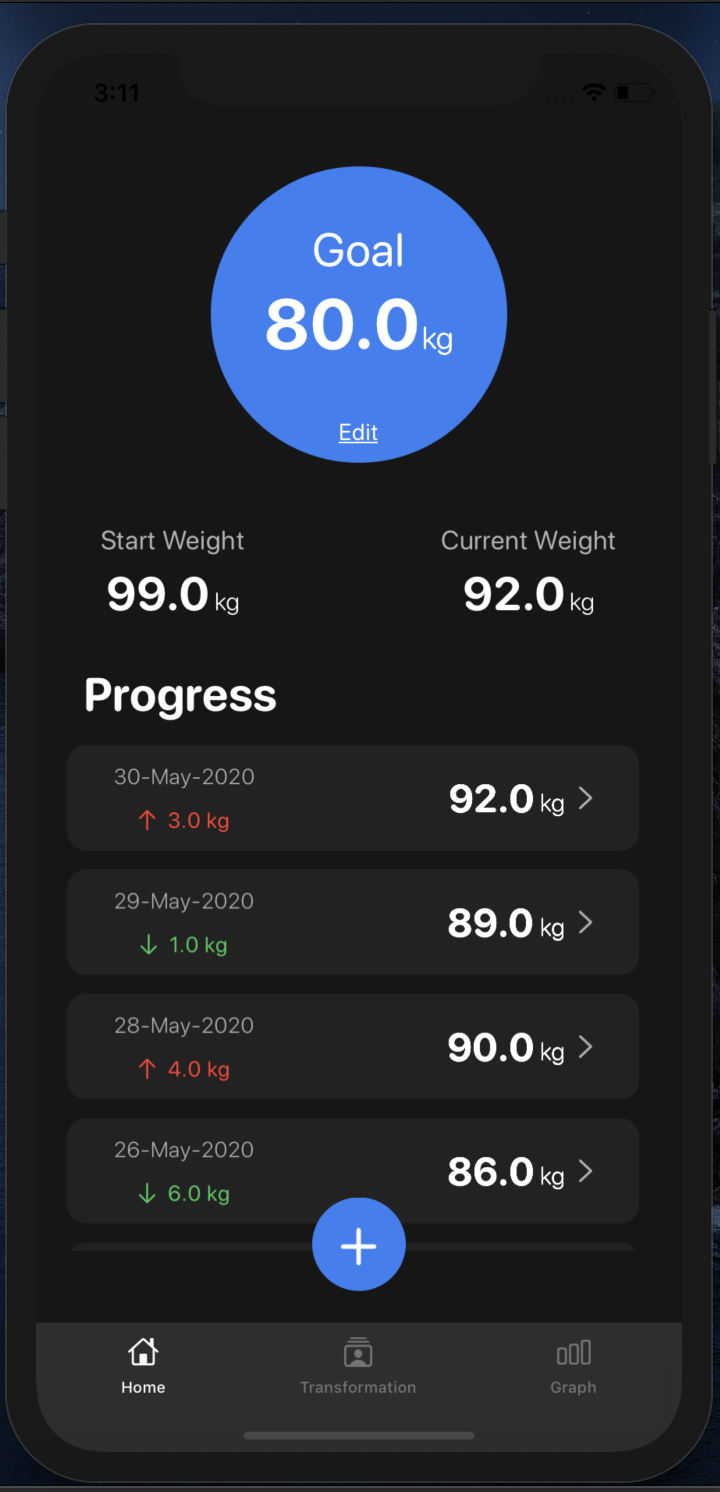 3:11
Goal
80.0 kg
Edit
Start Weight
99.0 kg
Current Weight
92.0 kg
Progress
30-May-2020
↑ 3.0 kg
92.0 kg
29-May-2020
↓ 1.0 kg
89.0 kg
28-May-2020
↑ 4.0 kg
90.0 kg
26-May-2020
↓ 6.0 kg
86.0 kg
Home
Transformation
Graph